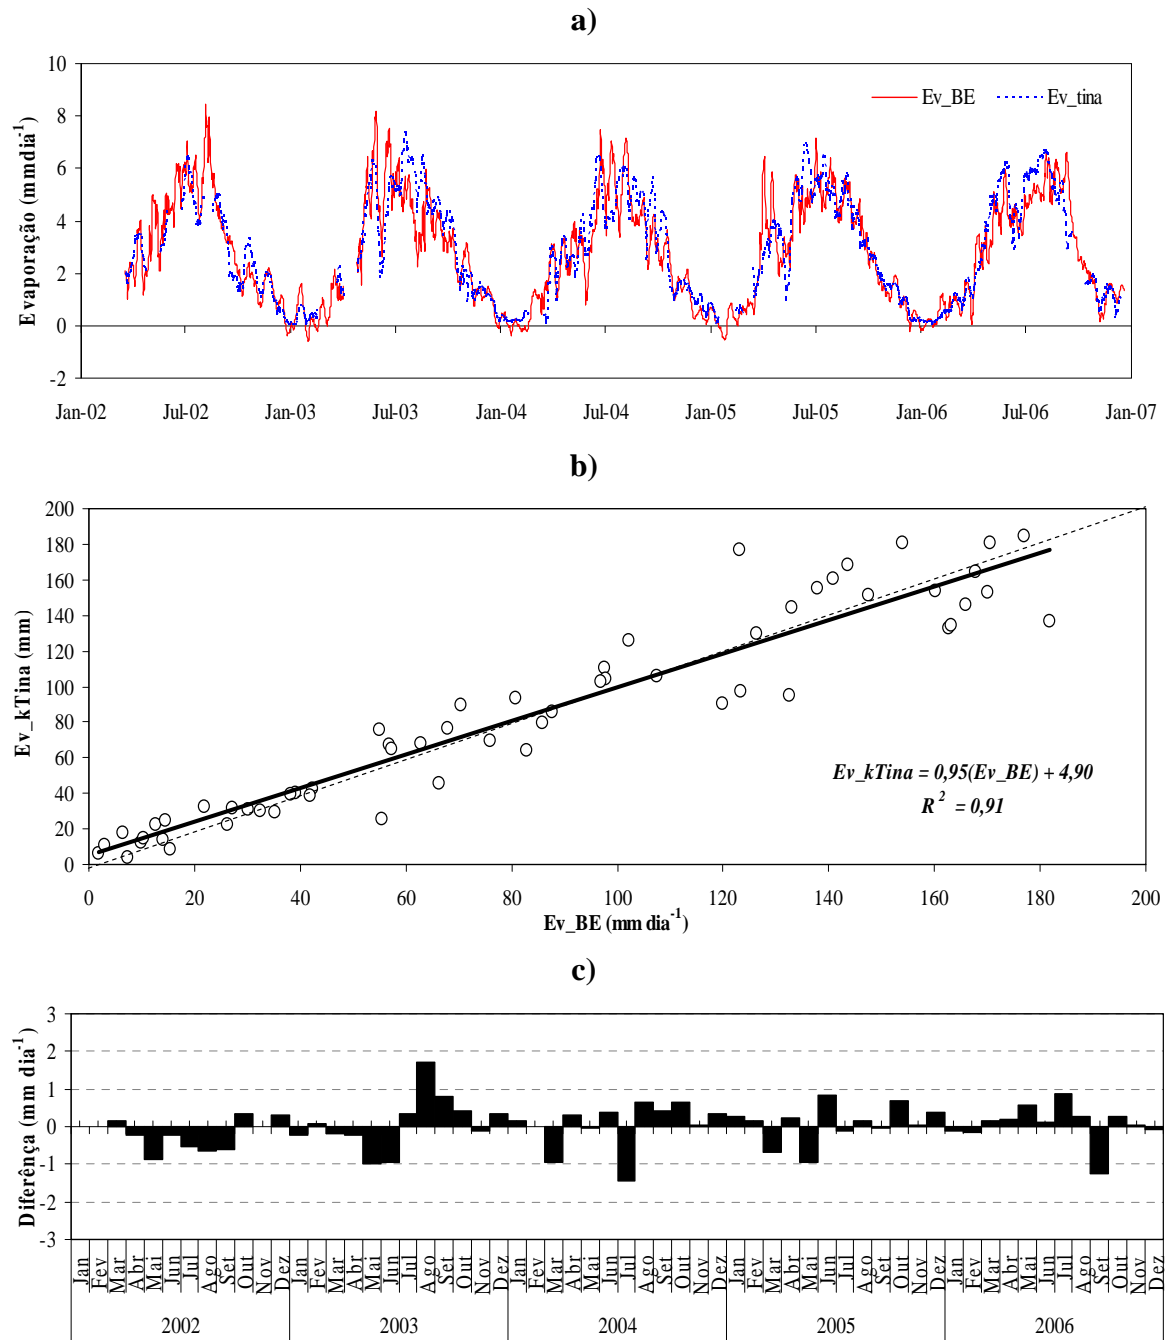 a)
Evaporação (mmdia⁻¹)
10
8
6
4
2
0
-2
Ev_BE Ev_tina
Jan-02 Jul-02 Jan-03 Jul-03 Jan-04 Jul-04 Jan-05 Jul-05 Jan-06 Jul-06 Jan-07
b)
Ev_kTina (mm)
200
180
160
140
120
100
80
60
40
20
0
Ev_kTina = 0,95(Ev_BE) + 4,90
R² = 0,91
0 20 40 60 80 100 120 140 160 180 200
Ev_BE (mm dia⁻¹)
c)
Diferênça (mm dia⁻¹)
3
2
1
0
-1
-2
-3
Jan Fev Mar Abr Mai Jun Jul Ago Set Out Nov Dez Jan Fev Mar Abr Mai Jun Jul Ago Set Out Nov Dez Jan Fev Mar Abr Mai Jun Jul Ago Set Out Nov Dez Jan Fev Mar Abr Mai Jun Jul Ago Set Out Nov Dez Jan Fev Mar Abr Mai Jun Jul Ago Set Out Nov Dez
2002 2003 2004 2005 2006